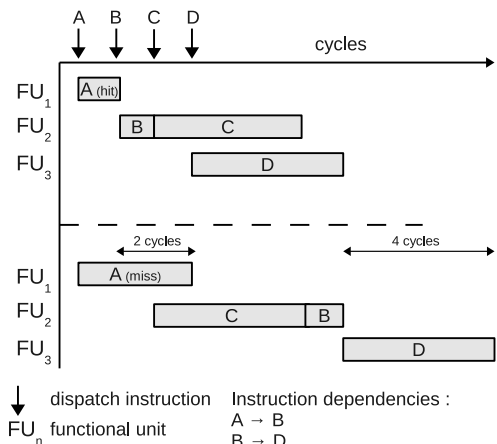 A B C D
cycles
FU1 A (hit)
FU2 B C
FU3 D
2 cycles 4 cycles
FU1 A (miss)
FU2 C B
FU3 D
dispatch instruction Instruction dependencies :
FUn functional unit A → B
B → D